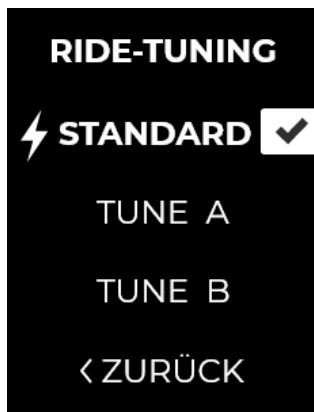 RIDE-TUNING
STANDARD
TUNE A
TUNE B
< ZURÜCK